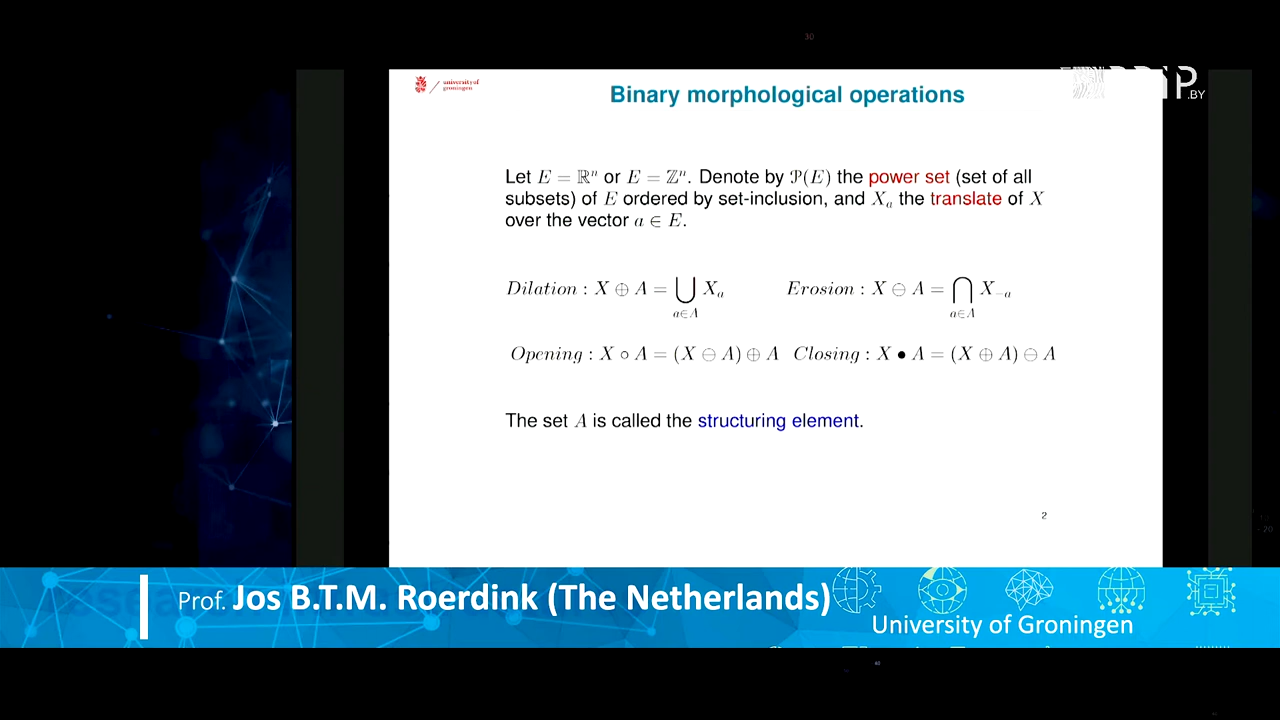 30
university of
groningen
.BY
Binary morphological operations
Let E = ℝⁿ or E = ℤⁿ. Denote by 𝒫(E) the power set (set of all
subsets) of E ordered by set-inclusion, and Xₐ the translate of X
over the vector a ∈ E.
Dilation : X ⊕ A = ⋃ Xₐ Erosion : X ⊖ A = ⋂ X₋ₐ
a∈A a∈A
Opening : X ∘ A = (X ⊖ A) ⊕ A Closing : X • A = (X ⊕ A) ⊖ A
The set A is called the structuring element.
2
Prof. Jos B.T.M. Roerdink (The Netherlands)
University of Groningen